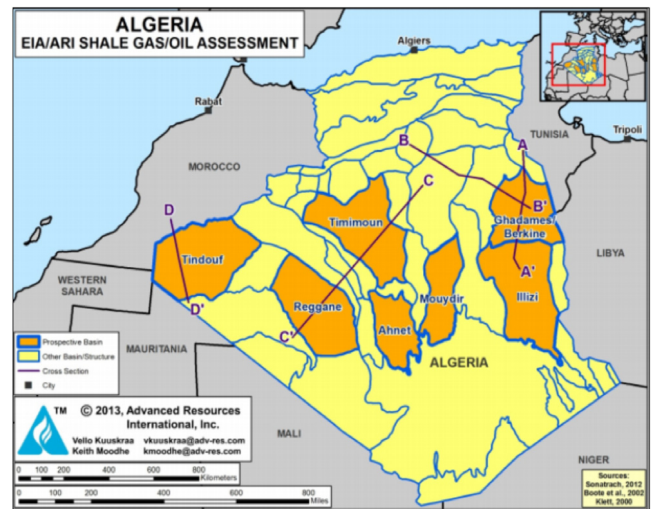 ALGERIA
EIA/ARI SHALE GAS/OIL ASSESSMENT
Algiers
Rabat
Tripoli
TUNISIA
MOROCCO
B
A
C
B'
D
Ghadames/
Berkine
Timimoun
LIBYA
Tindouf
A'
WESTERN
SAHARA
Illizi
Mouydir
Reggane
D'
Ahnet
C'
MAURITANIA
ALGERIA
Prospective Basin
Other Basin/Structure
Cross Section
City
TM
© 2013, Advanced Resources
International, Inc.
Vello Kuuskraa vkuuskraa@adv-res.com
Keith Moodhe kmoodhe@adv-res.com
MALI
NIGER
0 100 200 400 600 800
Kilometers
0 100 200 400 600 800
Miles
Sources:
Sonatrach, 2012
Boote et al., 2002
Klett, 2000